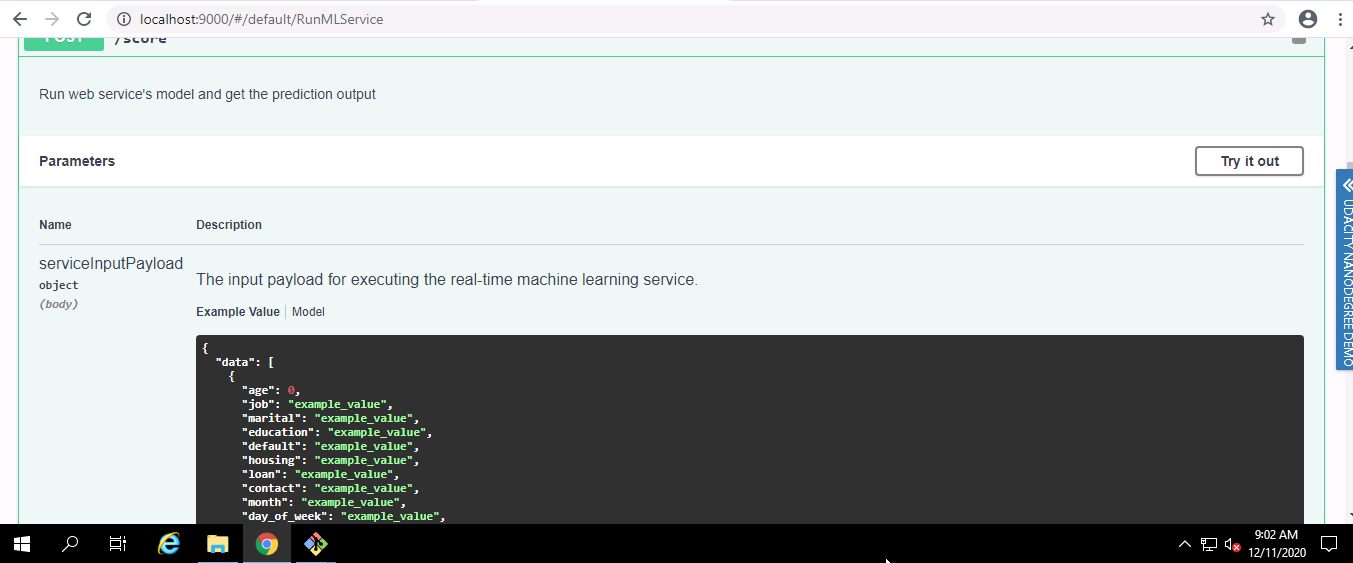 localhost:9000/#/default/RunMLService
POST /score
Run web service's model and get the prediction output
Parameters
Try it out
Name Description
serviceInputPayload
object
(body)
The input payload for executing the real-time machine learning service.
Example Value Model
{
"data": [
{
"age": 0,
"job": "example_value",
"marital": "example_value",
"education": "example_value",
"default": "example_value",
"housing": "example_value",
"loan": "example_value",
"contact": "example_value",
"month": "example_value",
"day_of_week": "example_value",
UDACITY NANODEGREE DEMO
9:02 AM
12/11/2020